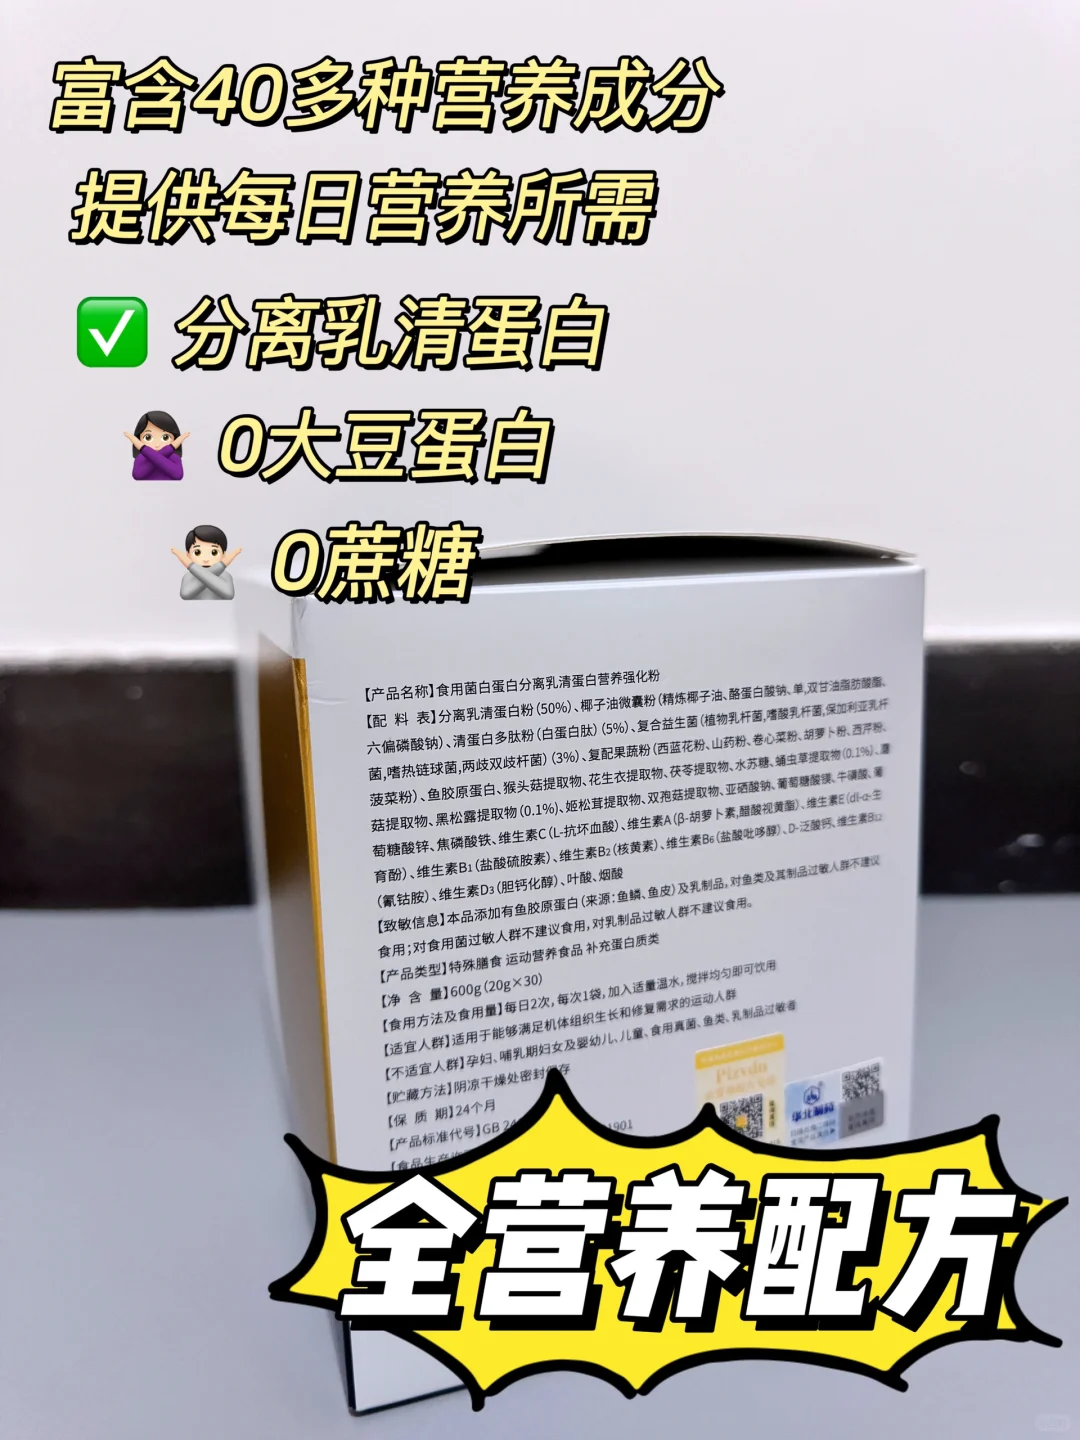 富含40多种营养成分
提供每日营养所需
分离乳清蛋白
0大豆蛋白
0蔗糖
【产品名称】食用菌白蛋白分离乳清蛋白营养强化粉
【配 料 表】分离乳清蛋白粉(50%)、椰子油微囊粉(精炼椰子油、酪蛋白酸钠、单,双甘油脂肪酸酯、
六偏磷酸钠)、清蛋白多肽粉(白蛋白肽)(5%)、复合益生菌(植物乳杆菌,嗜酸乳杆菌,保加利亚乳杆
菌,嗜热链球菌,两歧双歧杆菌)(3%)、复配果蔬粉(西蓝花粉、山药粉、卷心菜粉、胡萝卜粉、西芹粉、
菠菜粉)、鱼胶原蛋白、猴头菇提取物、花生衣提取物、茯苓提取物、水苏糖、蛹虫草提取物(0.1%)、蘑
菇提取物、黑松露提取物(0.1%)、姬松茸提取物、双孢菇提取物、亚硒酸钠、葡萄糖酸镁、牛磺酸、葡
萄糖酸锌、焦磷酸铁、维生素C(L-抗坏血酸)、维生素A(β-胡萝卜素,醋酸视黄酯)、维生素E(dl-α-生
育酚)、维生素B1(盐酸硫胺素)、维生素B2(核黄素)、维生素B6(盐酸吡哆醇)、D-泛酸钙、维生素B12
(氰钴胺)、维生素D3(胆钙化醇)、叶酸、烟酸
【致敏信息】本品添加有鱼胶原蛋白(来源:鱼鳞、鱼皮)及乳制品，对鱼类及其制品过敏人群不建议
食用;对食用菌过敏人群不建议食用,对乳制品过敏人群不建议食用。
【产品类型】特殊膳食 运动营养食品 补充蛋白质类
【净 含 量】600g(20g×30)
【食用方法及食用量】每日2次,每次1袋,加入适量温水,搅拌均匀即可饮用
【适宜人群】适用于能够满足机体组织生长和修复需求的运动人群
【不适宜人群】孕妇、哺乳期妇女及婴幼儿、儿童、食用真菌、鱼类、乳制品过敏者
【贮藏方法】阴凉干燥处密封保存
【保 质 期】24个月
【产品标准代号】GB 24
1901
【食品生产
Pizvdn
华北制药
全营养配方